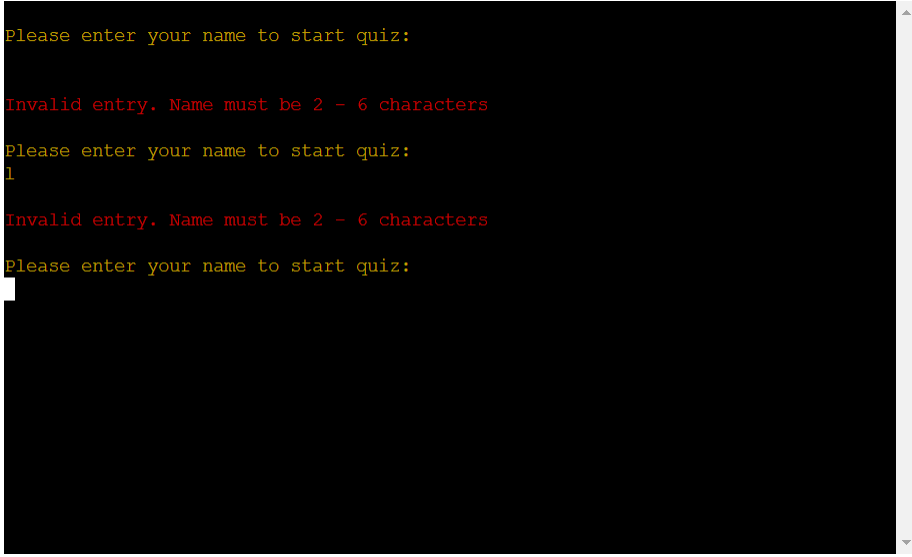 Please enter your name to start quiz:
Invalid entry. Name must be 2 - 6 characters
Please enter your name to start quiz:
l
Invalid entry. Name must be 2 - 6 characters
Please enter your name to start quiz: